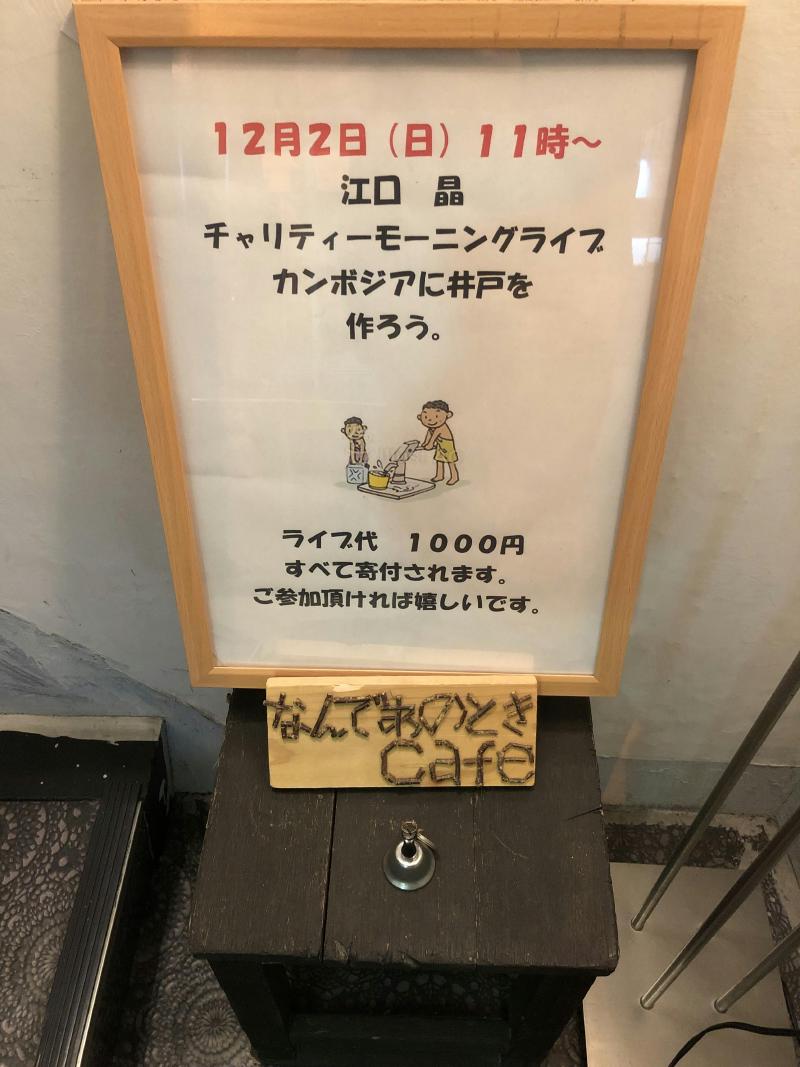 12月2日（日）11時～
江口　晶
チャリティーモーニングライブ
カンボジアに井戸を
作ろう。
ライブ代　1000円
すべて寄付されます。
ご参加頂ければ嬉しいです。
なんであのとき
cafe